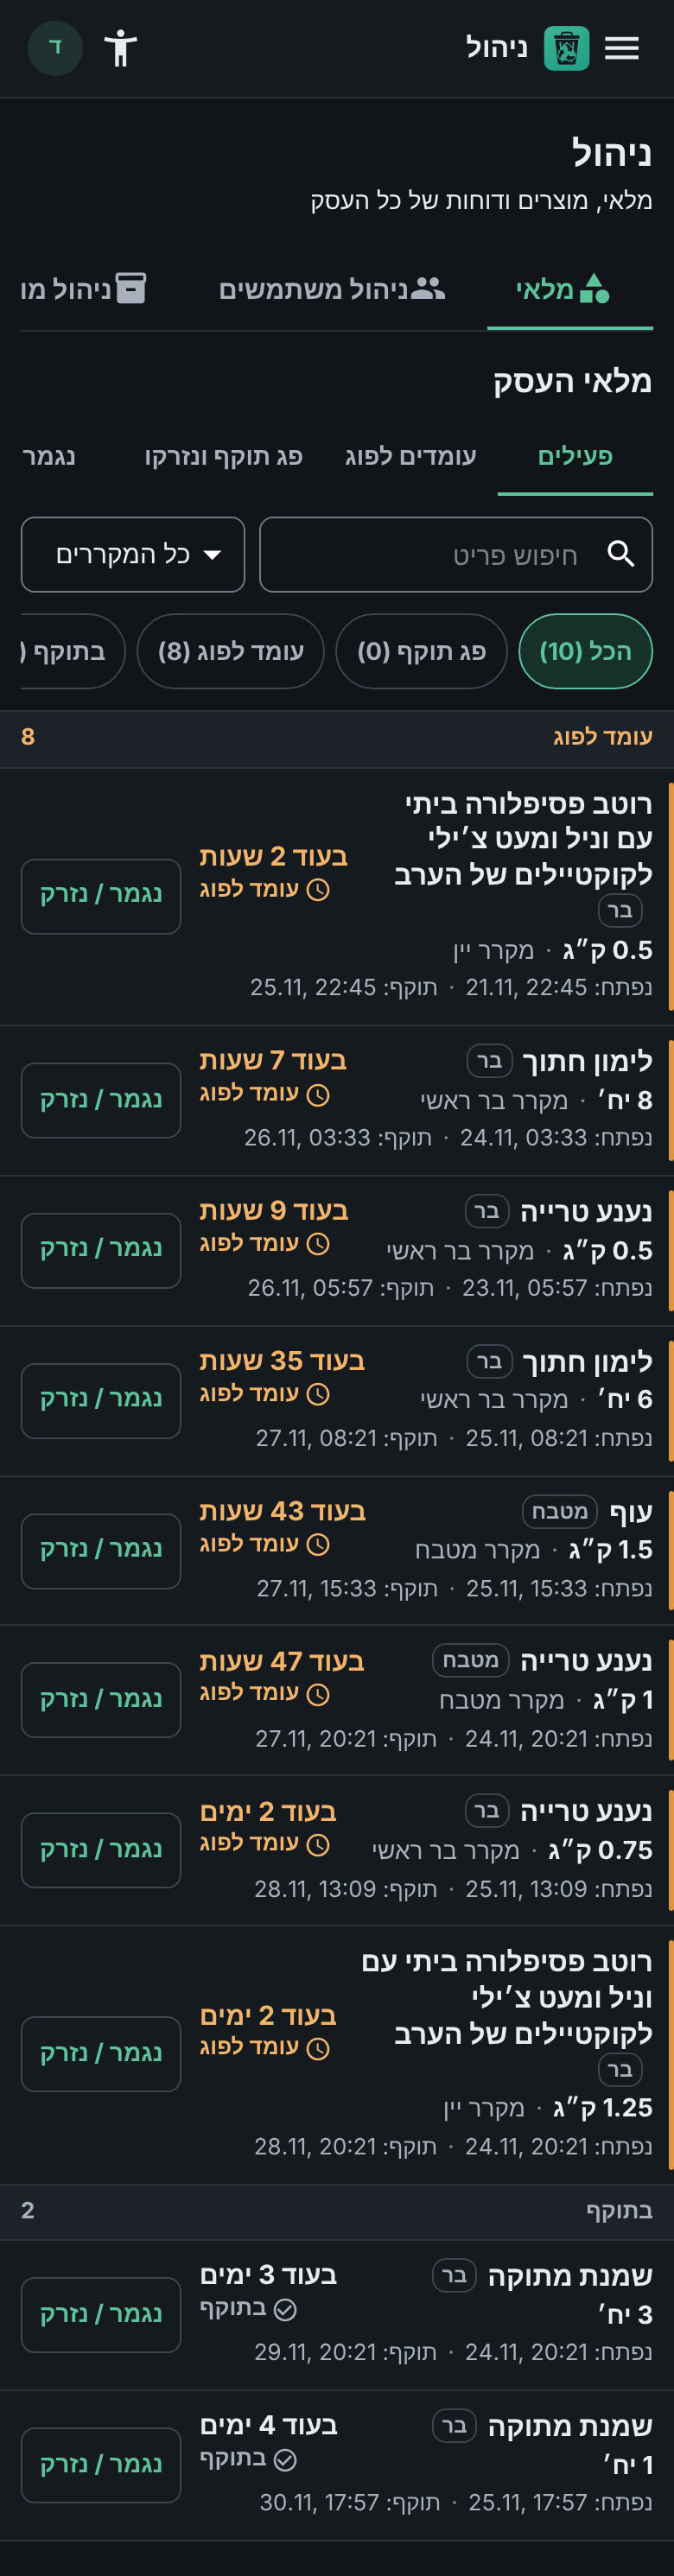 ניהול
ד
ניהול
מלאי, מוצרים ודוחות של כל העסק
מלאי
ניהול משתמשים
ניהול מו
מלאי העסק
פעילים
עומדים לפוג
פג תוקף ונזרקו
נגמר
חיפוש פריט
כל המקררים
הכל (10)
פג תוקף (0)
עומד לפוג (8)
בתוקף (
עומד לפוג
8
רוטב פסיפלורה ביתי
עם וניל ומעט צ׳ילי
לקוקטיילים של הערב
בר
0.5 ק״ג · מקרר יין
נפתח: 21.11, 22:45 · תוקף: 25.11, 22:45
בעוד 2 שעות
עומד לפוג
נגמר / נזרק
לימון חתוך בר
8 יח׳ · מקרר בר ראשי
נפתח: 24.11, 03:33 · תוקף: 26.11, 03:33
בעוד 7 שעות
עומד לפוג
נגמר / נזרק
נענע טרייה בר
0.5 ק״ג · מקרר בר ראשי
נפתח: 23.11, 05:57 · תוקף: 26.11, 05:57
בעוד 9 שעות
עומד לפוג
נגמר / נזרק
לימון חתוך בר
6 יח׳ · מקרר בר ראשי
נפתח: 25.11, 08:21 · תוקף: 27.11, 08:21
בעוד 35 שעות
עומד לפוג
נגמר / נזרק
עוף מטבח
1.5 ק״ג · מקרר מטבח
נפתח: 25.11, 15:33 · תוקף: 27.11, 15:33
בעוד 43 שעות
עומד לפוג
נגמר / נזרק
נענע טרייה מטבח
1 ק״ג · מקרר מטבח
נפתח: 24.11, 20:21 · תוקף: 27.11, 20:21
בעוד 47 שעות
עומד לפוג
נגמר / נזרק
נענע טרייה בר
0.75 ק״ג · מקרר בר ראשי
נפתח: 25.11, 13:09 · תוקף: 28.11, 13:09
בעוד 2 ימים
עומד לפוג
נגמר / נזרק
רוטב פסיפלורה ביתי עם
וניל ומעט צ׳ילי
לקוקטיילים של הערב
בר
1.25 ק״ג · מקרר יין
נפתח: 24.11, 20:21 · תוקף: 28.11, 20:21
בעוד 2 ימים
עומד לפוג
נגמר / נזרק
בתוקף
2
שמנת מתוקה בר
3 יח׳
נפתח: 24.11, 20:21 · תוקף: 29.11, 20:21
בעוד 3 ימים
בתוקף
נגמר / נזרק
שמנת מתוקה בר
1 יח׳
נפתח: 25.11, 17:57 · תוקף: 30.11, 17:57
בעוד 4 ימים
בתוקף
נגמר / נזרק